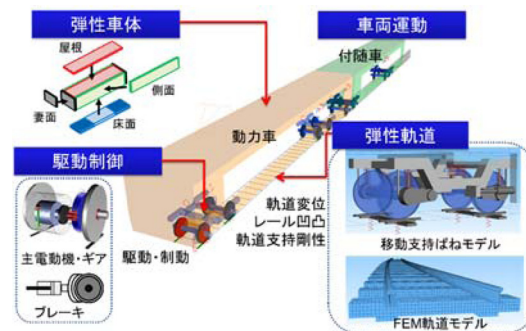 弾性車体
屋根
側面
妻面
床面
車両運動
付随車
動力車
駆動制御
主電動機・ギア
ブレーキ
駆動・制動
軌道変位
レール凹凸
軌道支持剛性
弾性軌道
移動支持ばねモデル
FEM軌道モデル